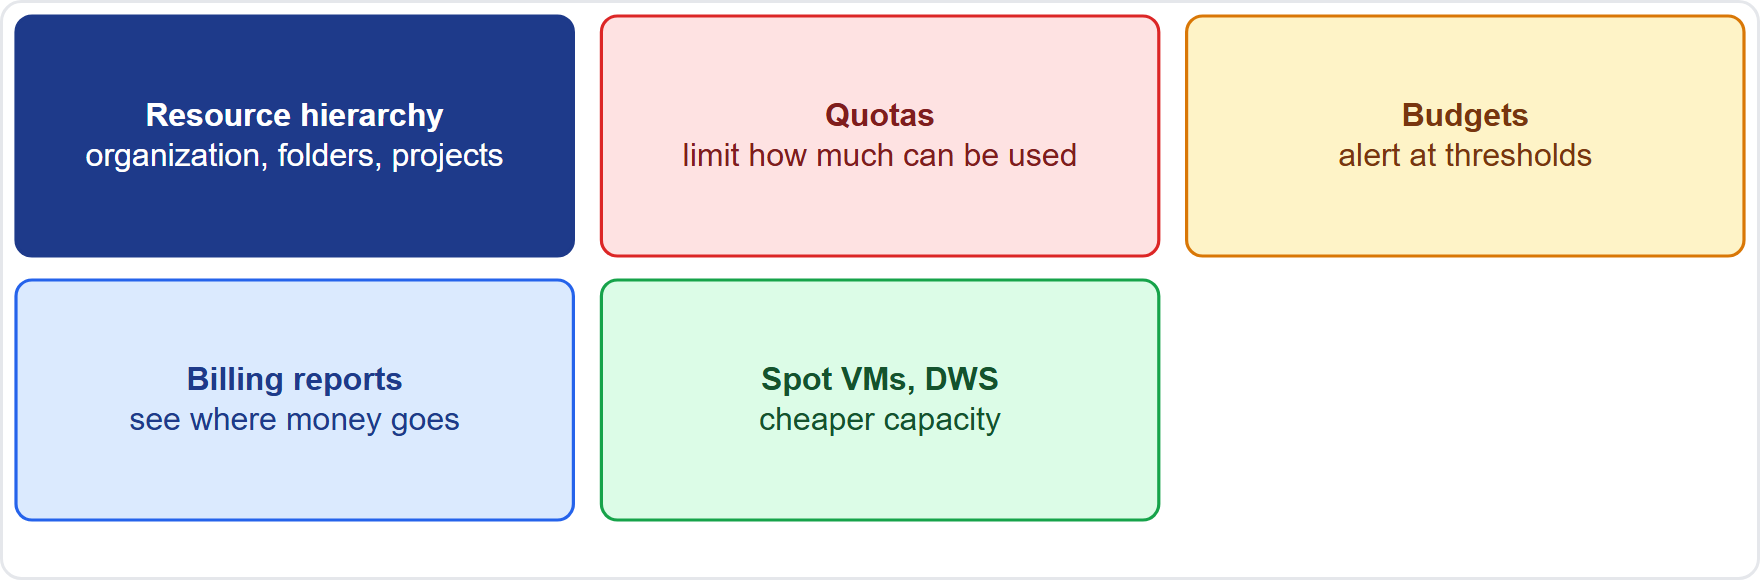 Resource hierarchy
organization, folders, projects
Quotas
limit how much can be used
Budgets
alert at thresholds
Billing reports
see where money goes
Spot VMs, DWS
cheaper capacity